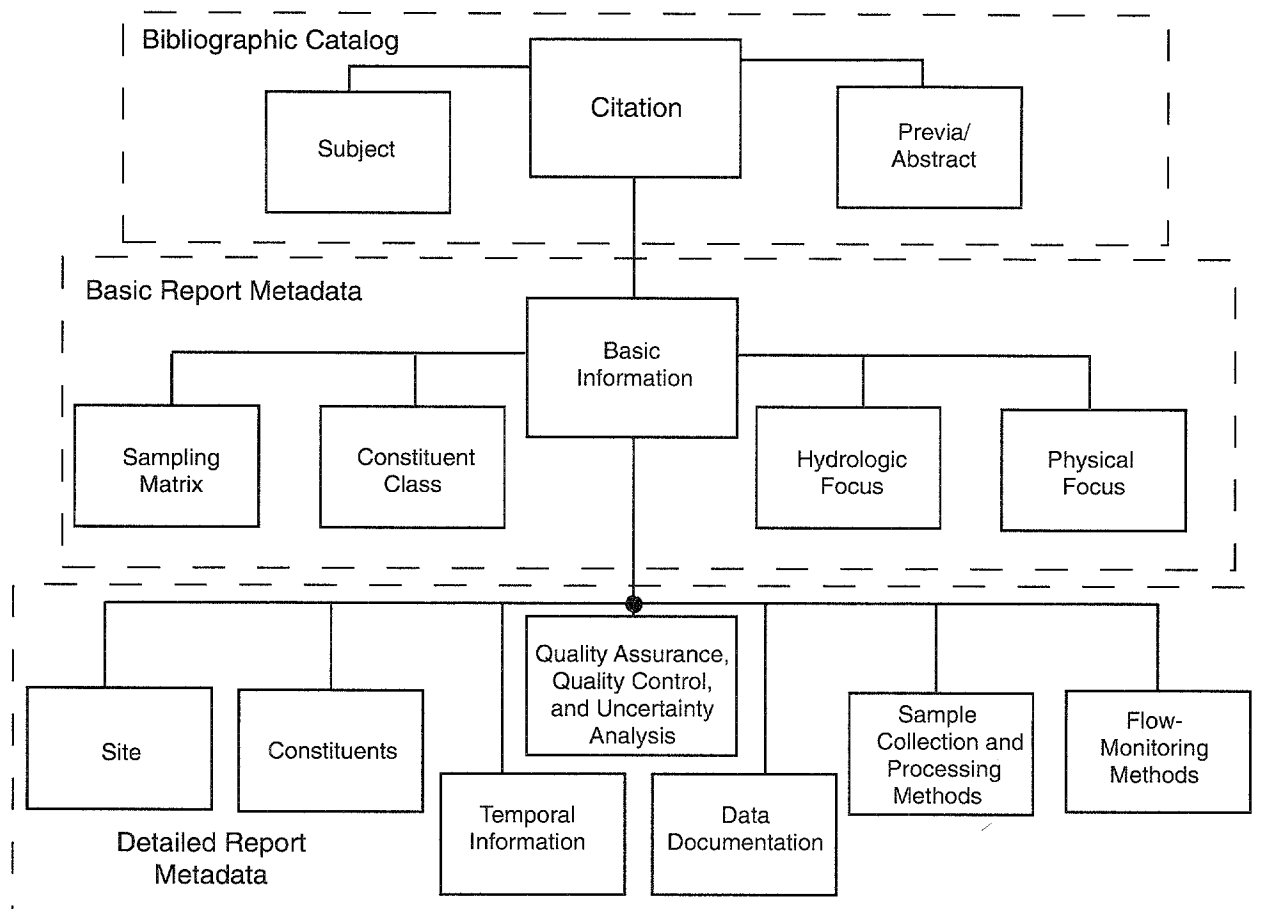 Bibliographic Catalog
Citation
Subject
Previa/
Abstract
Basic Report Metadata
Basic
Information
Sampling
Matrix
Constituent
Class
Hydrologic
Focus
Physical
Focus
Quality Assurance,
Quality Control,
and Uncertainty
Analysis
Site
Constituents
Sample
Collection and
Processing
Methods
Flow-
Monitoring
Methods
Temporal
Information
Data
Documentation
Detailed Report
Metadata